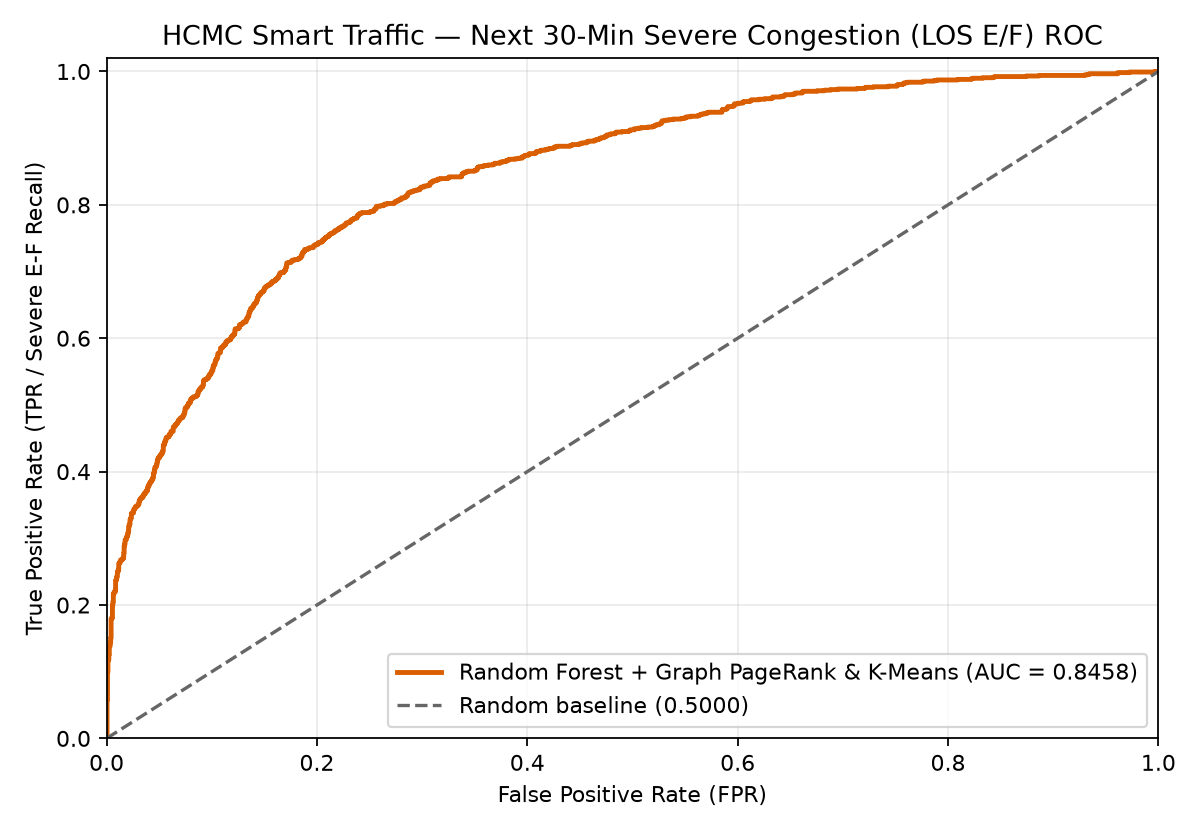 HCMC Smart Traffic — Next 30-Min Severe Congestion (LOS E/F) ROC
True Positive Rate (TPR / Severe E-F Recall)
1.0
0.8
0.6
0.4
0.2
0.0
Random Forest + Graph PageRank & K-Means (AUC = 0.8458)
Random baseline (0.5000)
0.0 0.2 0.4 0.6 0.8 1.0
False Positive Rate (FPR)